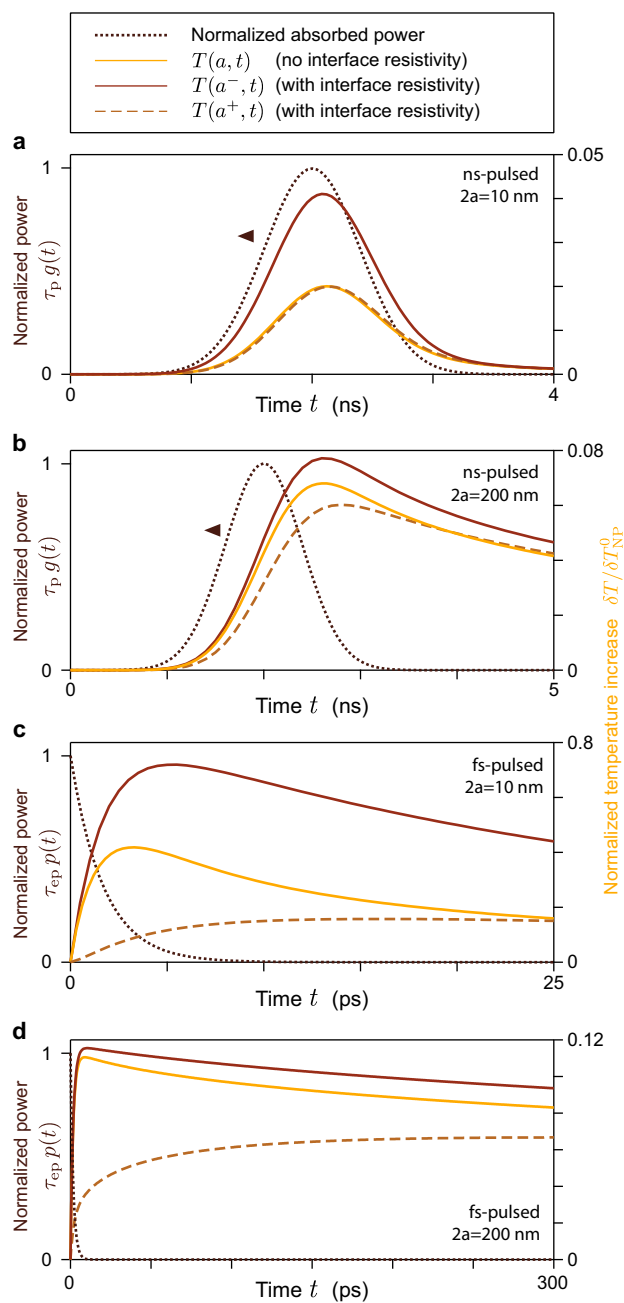 Normalized absorbed power
T(a, t) (no interface resistivity)
T(a⁻, t) (with interface resistivity)
T(a⁺, t) (with interface resistivity)
a
1
0.05
ns-pulsed
2a=10 nm
Normalized power
τₚ g(t)
0
0
0
4
Time t (ns)
b
1
0.08
ns-pulsed
2a=200 nm
Normalized power
τₚ g(t)
0
0
0
5
Time t (ns)
Normalized temperature increase δT/δT⁰_NP
c
1
0.8
fs-pulsed
2a=10 nm
Normalized power
τₑₚ p(t)
0
0
0
25
Time t (ps)
d
1
0.12
Normalized power
τₑₚ p(t)
fs-pulsed
2a=200 nm
0
0
0
300
Time t (ps)